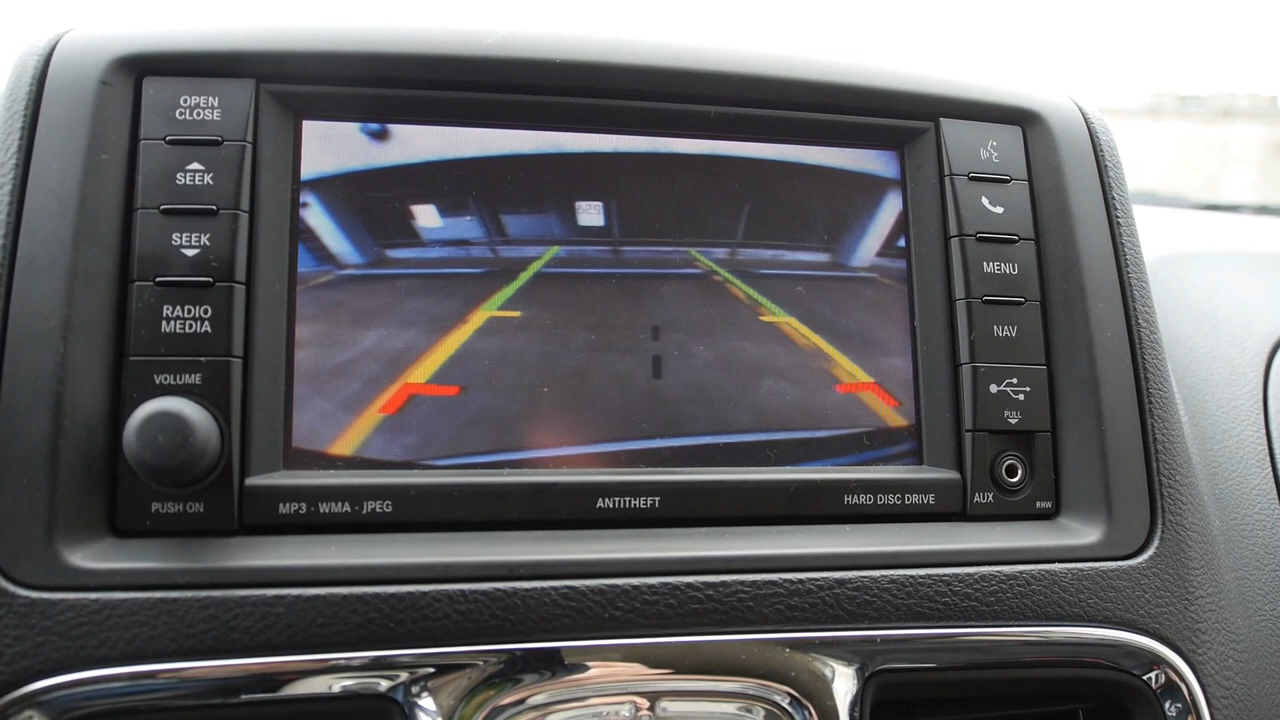 OPEN
CLOSE
SEEK
SEEK
RADIO
MEDIA
VOLUME
PUSH ON
MP3 · WMA · JPEG
ANTITHEFT
HARD DISC DRIVE
MENU
NAV
PULL
AUX
RHW